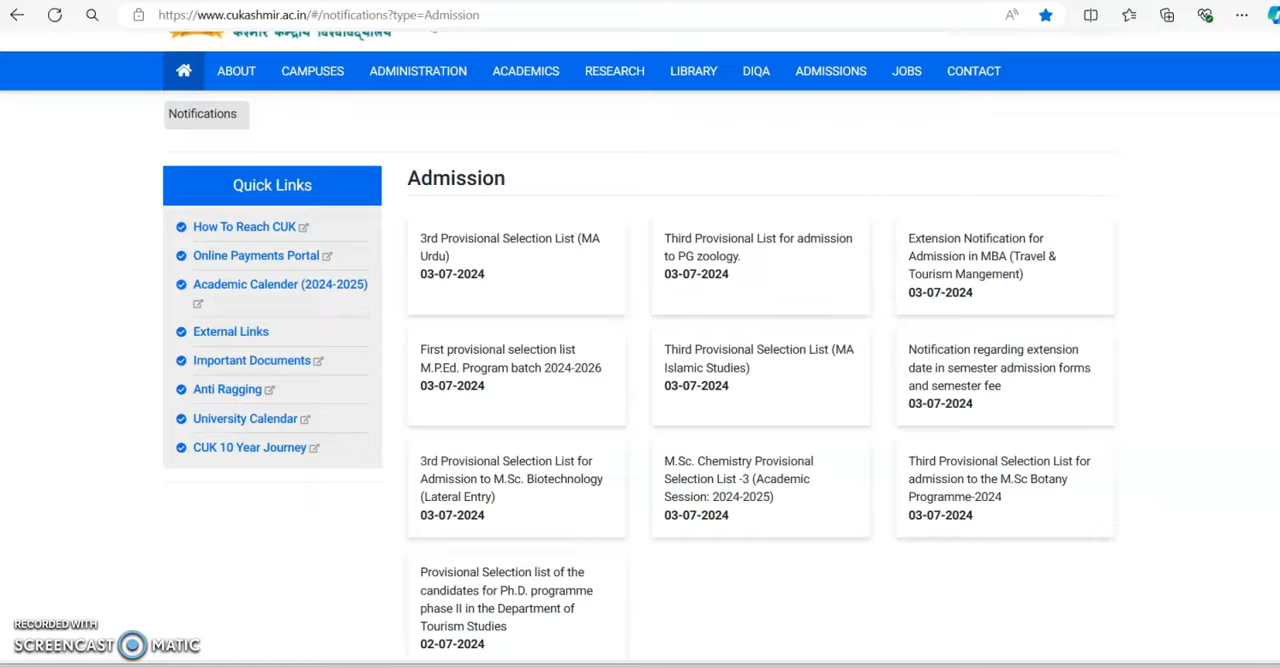 https://www.cukashmir.ac.in/#/notifications?type=Admission
ABOUT CAMPUSES ADMINISTRATION ACADEMICS RESEARCH LIBRARY DIQA ADMISSIONS JOBS CONTACT
Notifications
Quick Links
How To Reach CUK
Online Payments Portal
Academic Calender (2024-2025)
External Links
Important Documents
Anti Ragging
University Calendar
CUK 10 Year Journey
Admission
3rd Provisional Selection List (MA
Urdu)
03-07-2024
Third Provisional List for admission
to PG zoology.
03-07-2024
Extension Notification for
Admission in MBA (Travel &
Tourism Mangement)
03-07-2024
First provisional selection list
M.P.Ed. Program batch 2024-2026
03-07-2024
Third Provisional Selection List (MA
Islamic Studies)
03-07-2024
Notification regarding extension
date in semester admission forms
and semester fee
03-07-2024
3rd Provisional Selection List for
Admission to M.Sc. Biotechnology
(Lateral Entry)
03-07-2024
M.Sc. Chemistry Provisional
Selection List -3 (Academic
Session: 2024-2025)
03-07-2024
Third Provisional Selection List for
admission to the M.Sc Botany
Programme-2024
03-07-2024
Provisional Selection list of the
candidates for Ph.D. programme
phase II in the Department of
Tourism Studies
02-07-2024
RECORDED WITH
SCREENCAST MATIC